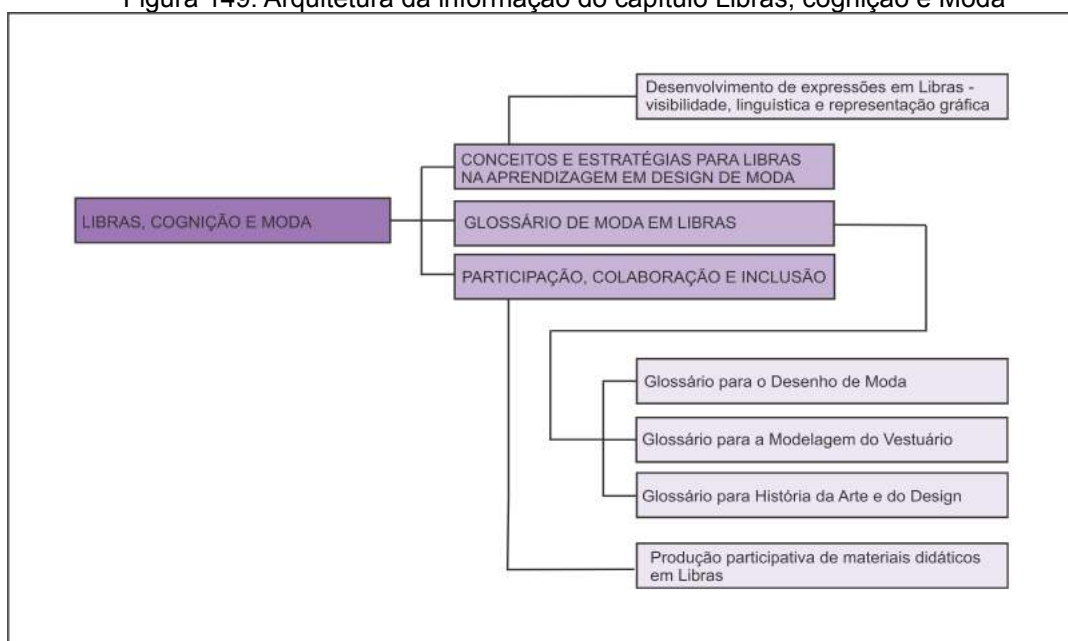 Figura 149: Arquitetura da informação do capítulo Libras, cognição e Moda
Desenvolvimento de expressões em Libras -
visibilidade, linguística e representação gráfica
CONCEITOS E ESTRATÉGIAS PARA LIBRAS
NA APRENDIZAGEM EM DESIGN DE MODA
LIBRAS, COGNIÇÃO E MODA
GLOSSÁRIO DE MODA EM LIBRAS
PARTICIPAÇÃO, COLABORAÇÃO E INCLUSÃO
Glossário para o Desenho de Moda
Glossário para a Modelagem do Vestuário
Glossário para História da Arte e do Design
Produção participativa de materiais didáticos
em Libras